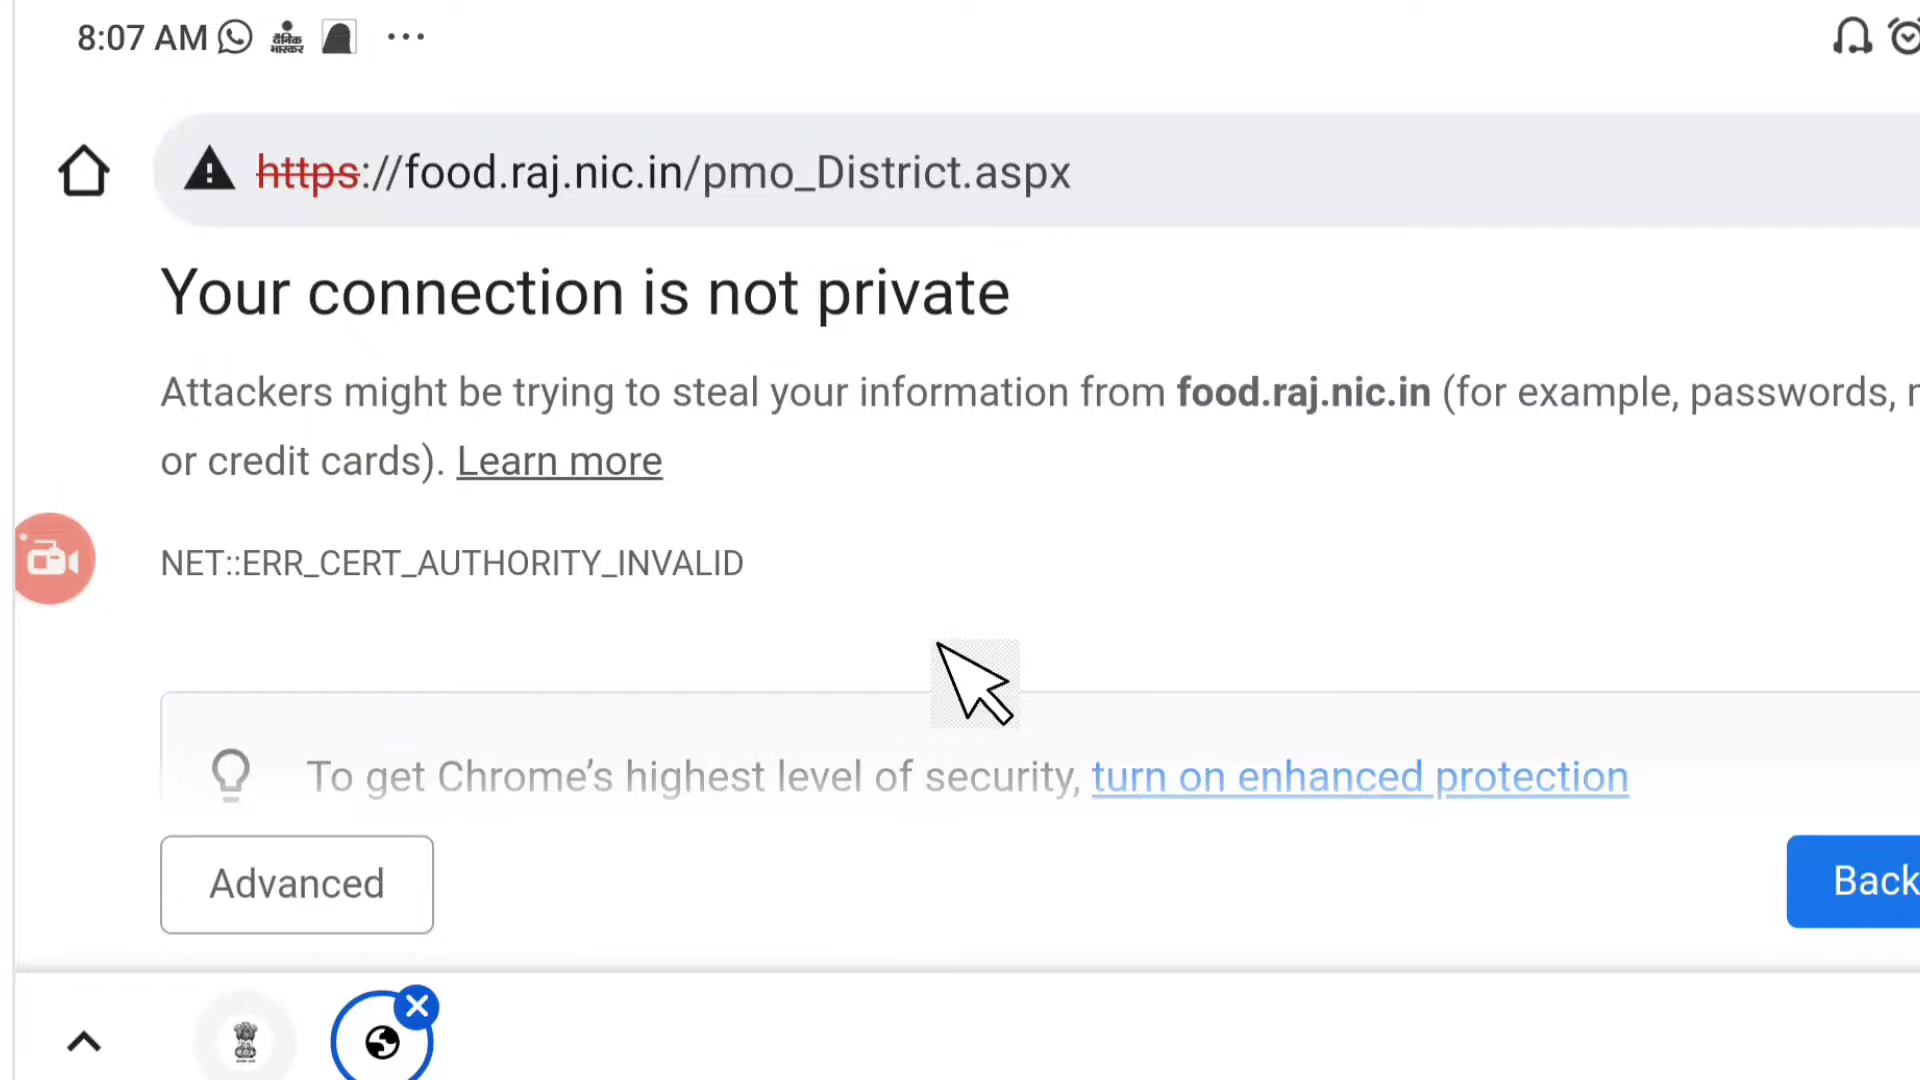 8:07 AM
दैनिक
भास्कर
https://food.raj.nic.in/pmo_District.aspx
Your connection is not private
Attackers might be trying to steal your information from food.raj.nic.in (for example, passwords,
or credit cards). Learn more
NET::ERR_CERT_AUTHORITY_INVALID
To get Chrome’s highest level of security, turn on enhanced protection
Advanced
Back